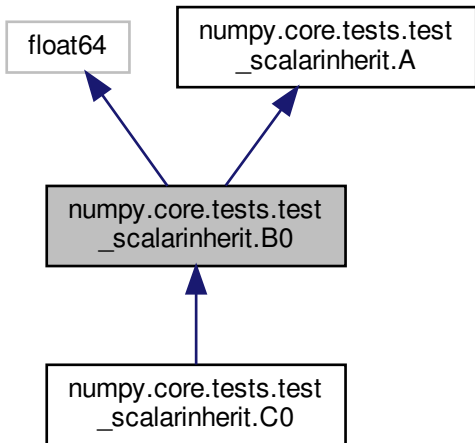 float64
numpy.core.tests.test
_scalarinherit.A
numpy.core.tests.test
_scalarinherit.B0
numpy.core.tests.test
_scalarinherit.C0